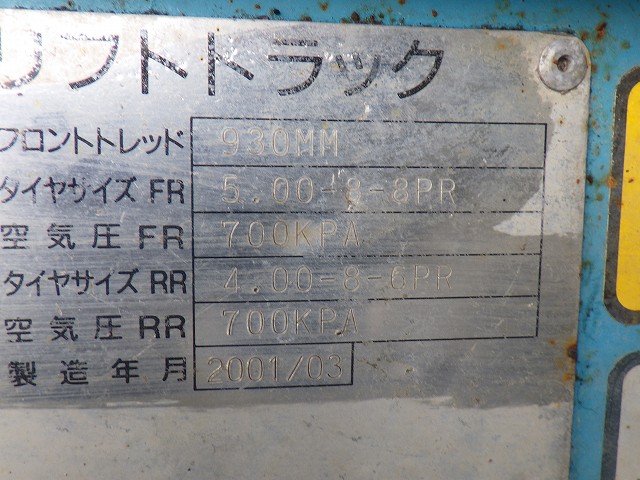 リフトトラック
フロントトレッド 930MM
タイヤサイズ FR 5.00-8-8PR
空気圧 FR 700KPA
タイヤサイズ RR 4.00-8-6PR
空気圧 RR 700KPA
製造年月 2001/03